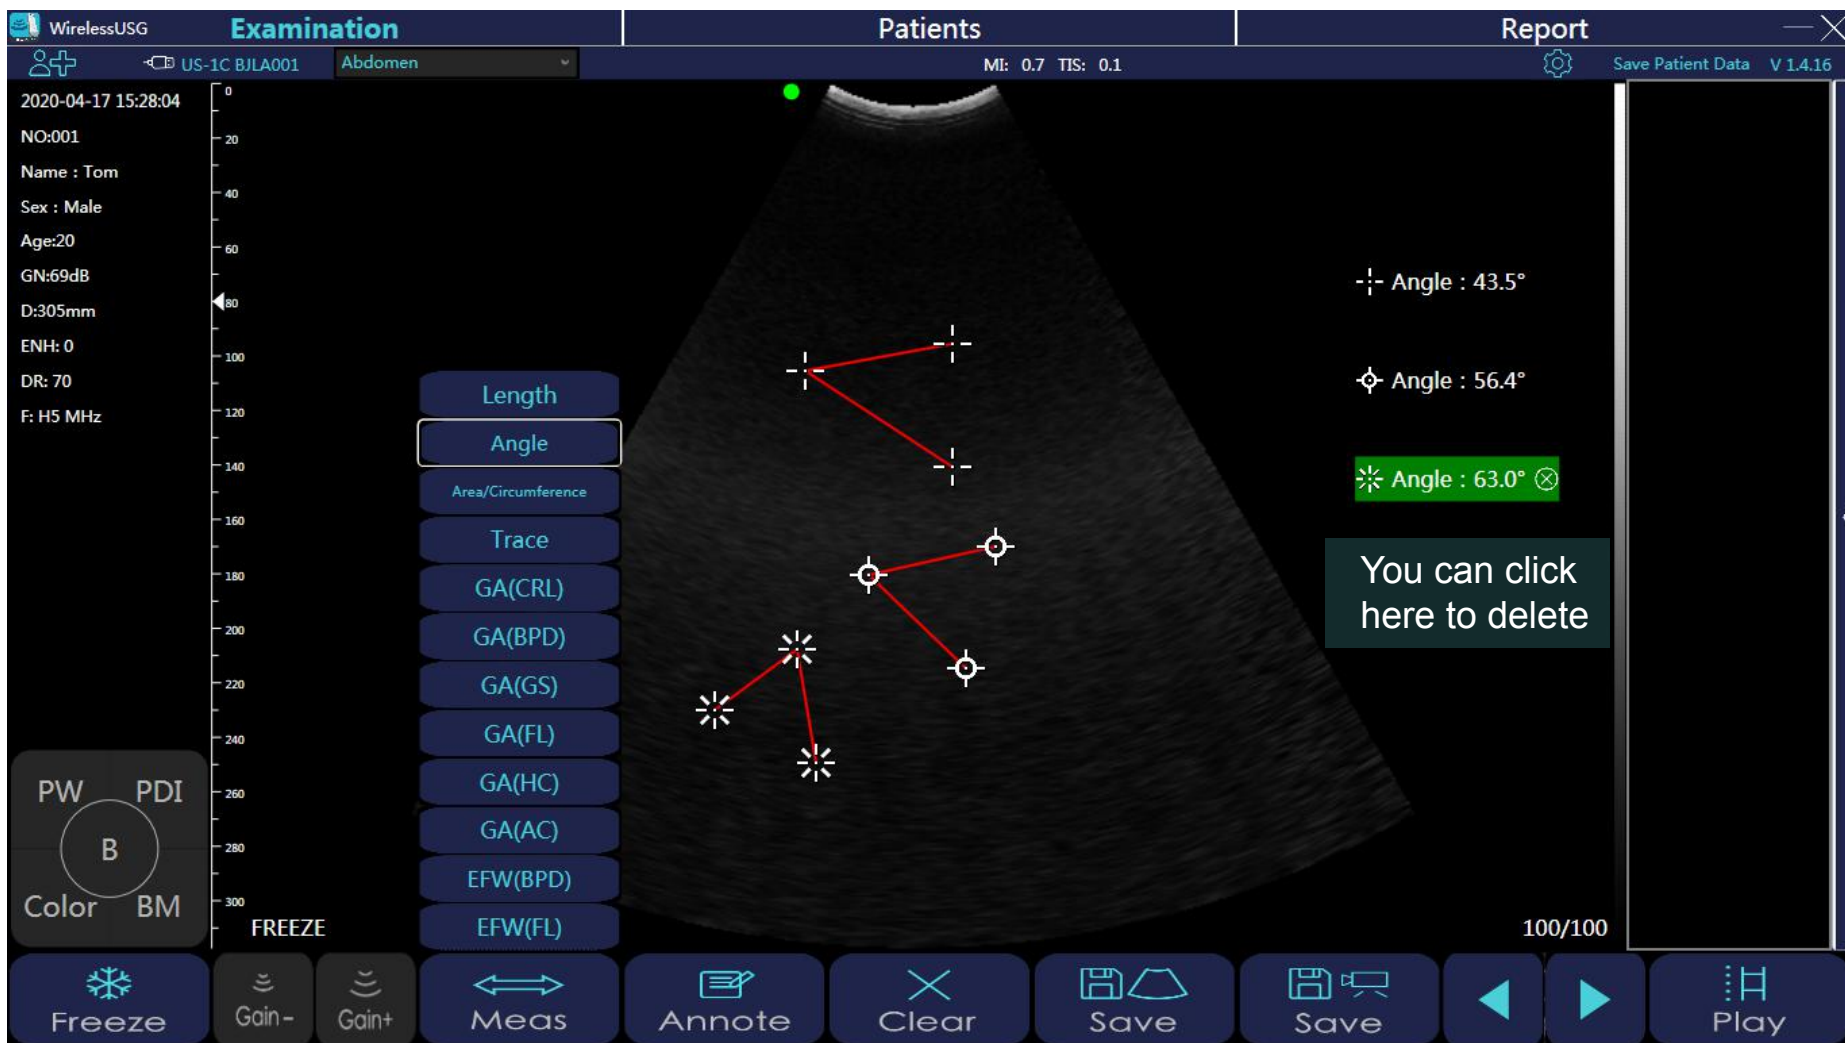 WirelessUSG
Examination
Patients
Report
US-1C BJLA001
Abdomen
MI: 0.7 TIS: 0.1
Save Patient Data
V 1.4.16
2020-04-17 15:28:04
NO:001
Name : Tom
Sex : Male
Age:20
GN:69dB
D:305mm
ENH: 0
DR: 70
F: H5 MHz
0
20
40
60
80
100
120
140
160
180
200
220
240
260
280
300
Length
Angle
Area/Circumference
Trace
GA(CRL)
GA(BPD)
GA(GS)
GA(FL)
GA(HC)
GA(AC)
EFW(BPD)
EFW(FL)
Angle : 43.5°
Angle : 56.4°
Angle : 63.0°
You can click
here to delete
PW
PDI
B
Color
BM
FREEZE
100/100
Freeze
Gain-
Gain+
Meas
Annote
Clear
Save
Save
Play